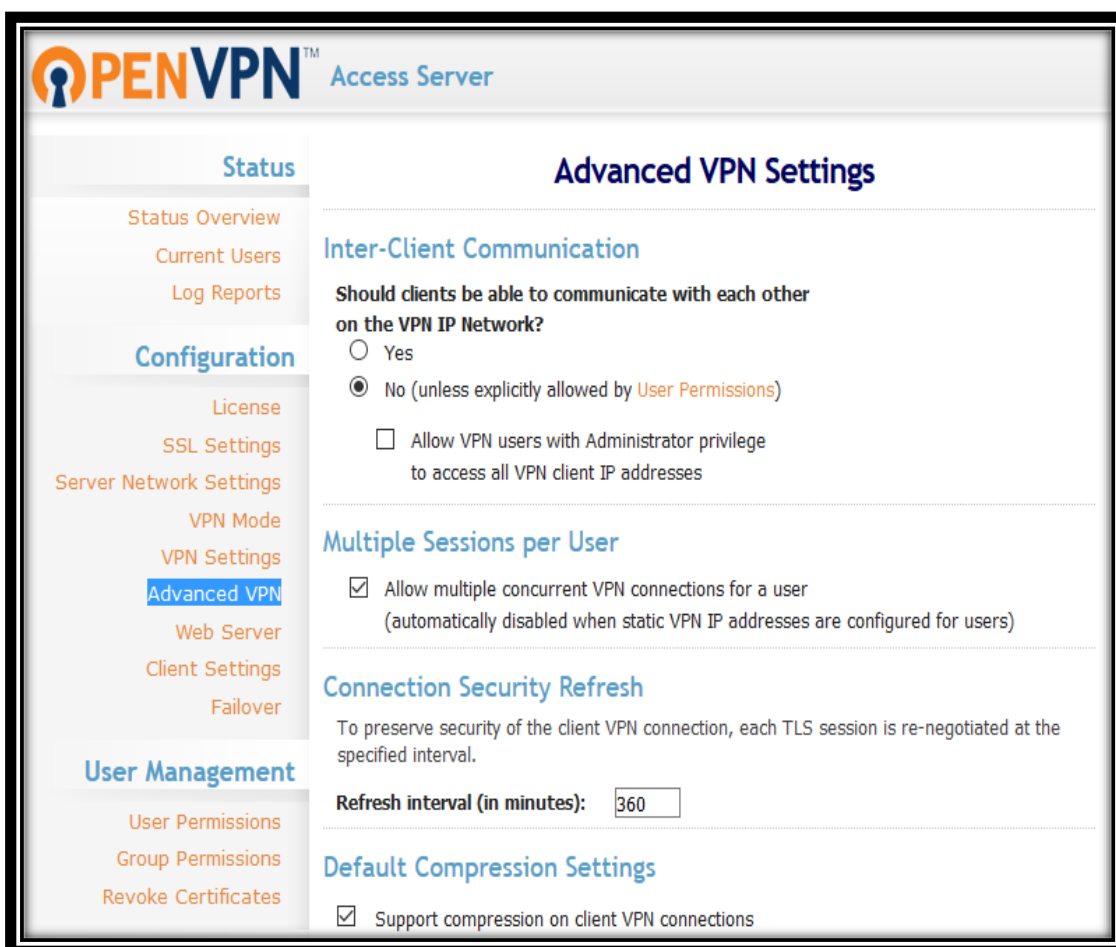 OPENVPN™ Access Server
Status
Status Overview
Current Users
Log Reports
Configuration
License
SSL Settings
Server Network Settings
VPN Mode
VPN Settings
Advanced VPN
Web Server
Client Settings
Failover
User Management
User Permissions
Group Permissions
Revoke Certificates
Advanced VPN Settings
Inter-Client Communication
Should clients be able to communicate with each other
on the VPN IP Network?
Yes
No (unless explicitly allowed by User Permissions)
Allow VPN users with Administrator privilege
to access all VPN client IP addresses
Multiple Sessions per User
Allow multiple concurrent VPN connections for a user
(automatically disabled when static VPN IP addresses are configured for users)
Connection Security Refresh
To preserve security of the client VPN connection, each TLS session is re-negotiated at the
specified interval.
Refresh interval (in minutes): 360
Default Compression Settings
Support compression on client VPN connections